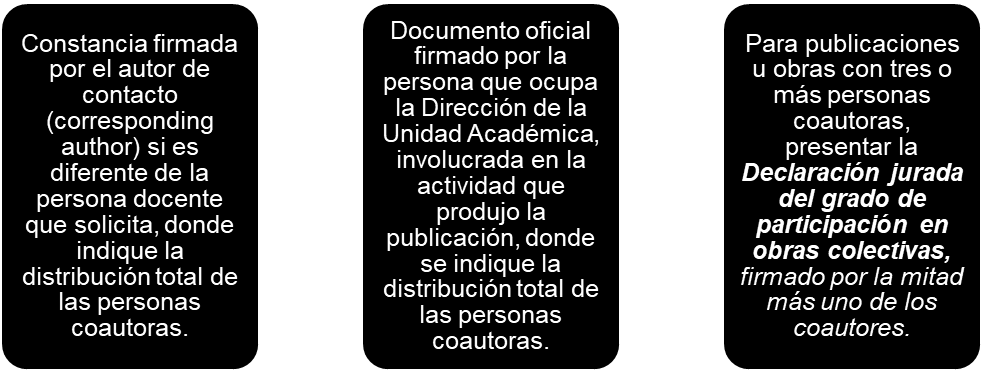 Constancia firmada
por el autor de
contacto
(corresponding
author) si es
diferente de la
persona docente
que solicita, donde
indique la
distribución total de
las personas
coautoras.
Documento oficial
firmado por la
persona que ocupa
la Dirección de la
Unidad Académica,
involucrada en la
actividad que
produjo la
publicación, donde
se indique la
distribución total de
las personas
coautoras.
Para publicaciones
u obras con tres o
más personas
coautoras,
presentar la
Declaración jurada
del grado de
participación en
obras colectivas,
firmado por la mitad
más uno de los
coautores.